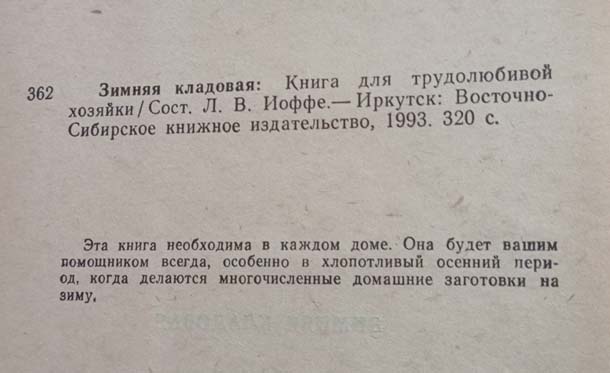 362 Зимняя кладовая: Книга для трудолюбивой
хозяйки/Сост. Л. В. Иоффе.— Иркутск: Восточно-
Сибирское книжное издательство, 1993. 320 с.
Эта книга необходима в каждом доме. Она будет вашим
помощником всегда, особенно в хлопотливый осенний пери-
од, когда делаются многочисленные домашние заготовки на
зиму.